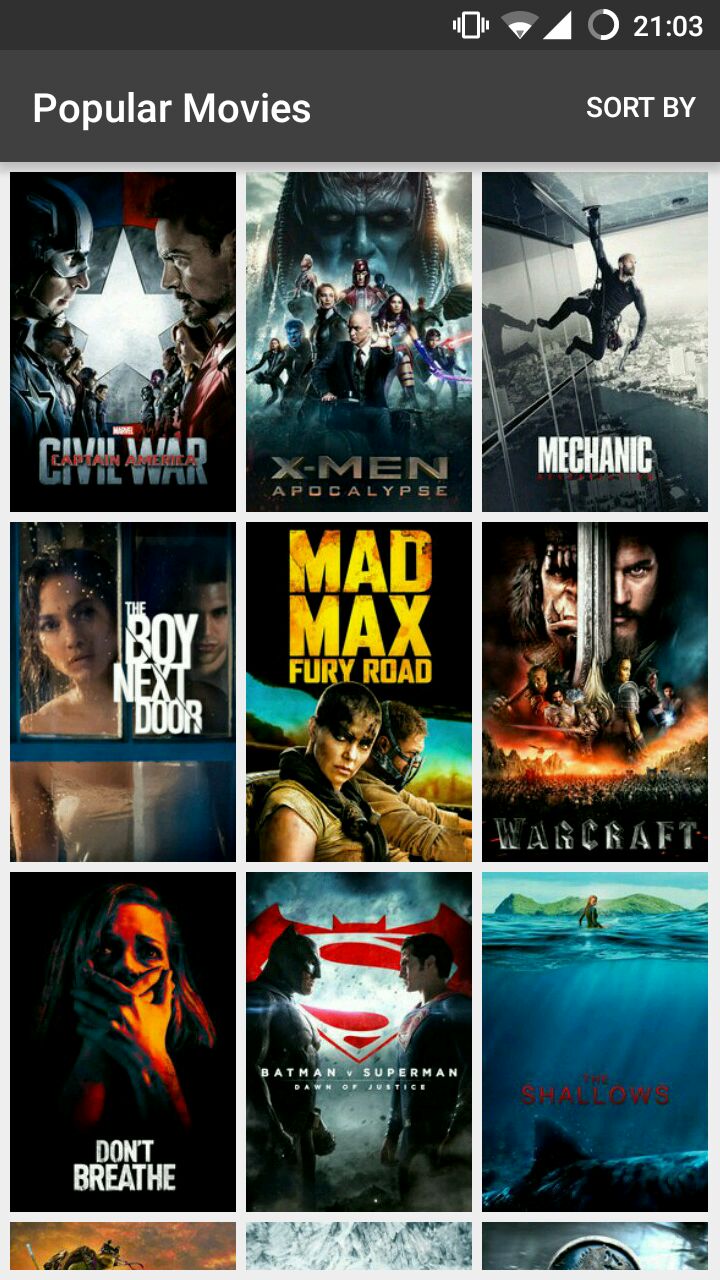 21:03
Popular Movies
SORT BY
MARVEL
CIVIL WAR
CAPTAIN AMERICA
X-MEN
APOCALYPSE
MECHANIC
THE
BOY
NEXT
DOOR
MAD
MAX
FURY ROAD
WARCRAFT
DON'T
BREATHE
BATMAN v SUPERMAN
DAWN OF JUSTICE
THE
SHALLOWS